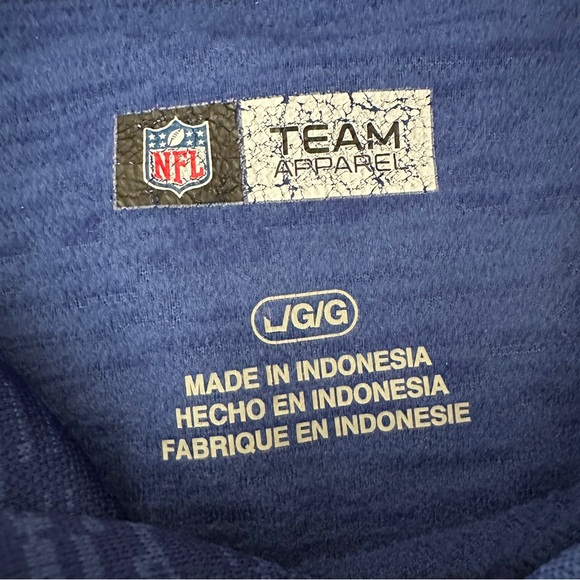 NFL
TEAM
APPAREL
L/G/G
MADE IN INDONESIA
HECHO EN INDONESIA
FABRIQUE EN INDONESIE